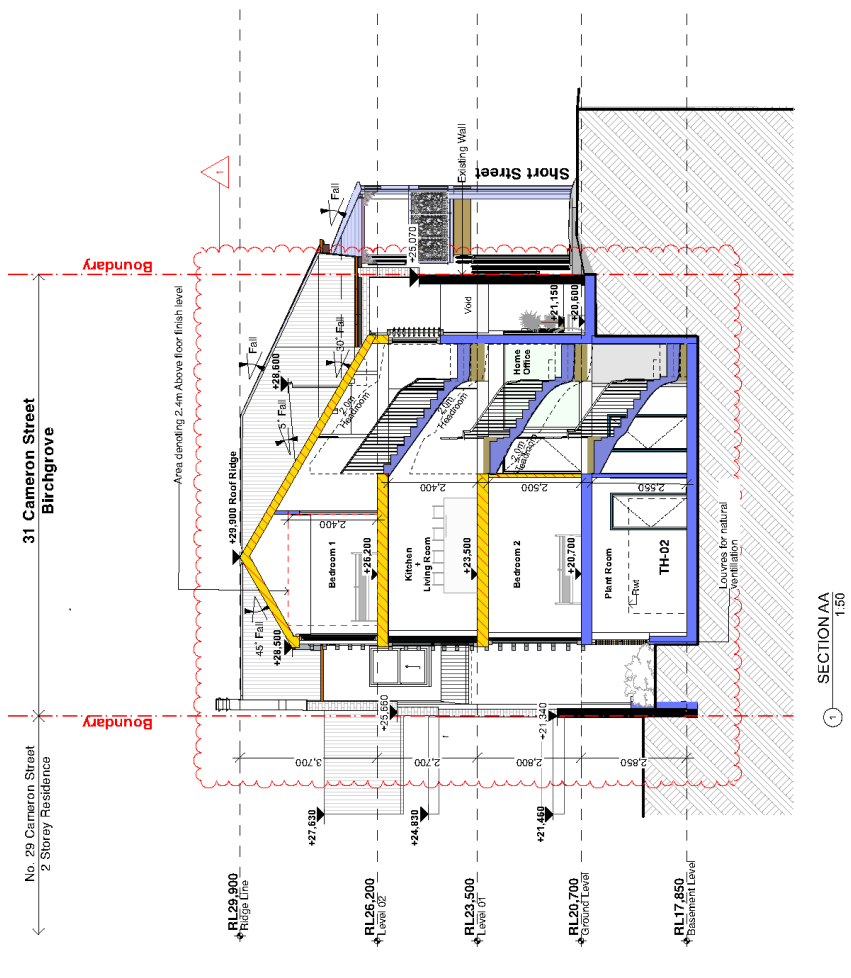 No. 29 Cameron Street
2 Storey Residence
31 Cameron Street
Birchgrove
Boundary
Boundary
1
Area denoting 2.4m Above floor finish level
+29,900 Roof Ridge
45° Fall
5° Fall
30° Fall
Fall
Fall
+28,600
+28,500
RL29,900
Ridge Line
RL26,200
Level 02
RL23,500
Level 01
RL20,700
Ground Level
RL17,850
Basement Level
3,700
2,700
2,800
2,850
+27,630
+24,830
+21,460
+25,660
+21,340
Bedroom 1
+26,200
2,400
2.0m
Headroom
Kitchen
+
Living Room
+23,500
2,400
2.0m
Headroom
Bedroom 2
+20,700
2,600
2.0m
Headroom
Home
Office
Plant Room
TH-02
Rwt
2,550
Void
+25,070
+21,150
+20,600
Existing Wall
Short Street
Louvres for natural
ventilliation
1
SECTION AA
1:50